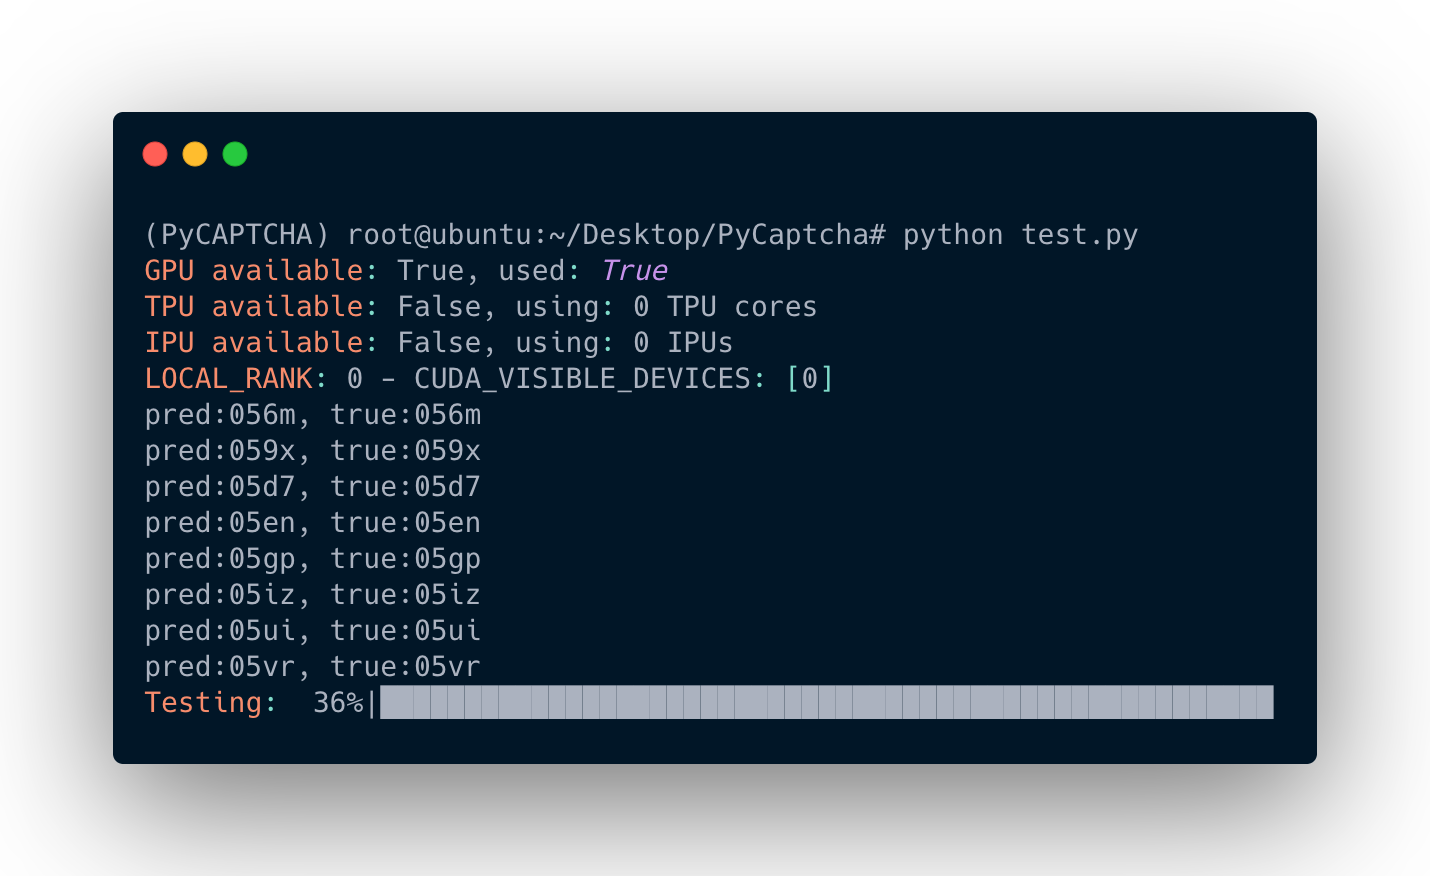 (PyCAPTCHA) root@ubuntu:~/Desktop/PyCaptcha# python test.py
GPU available: True, used: True
TPU available: False, using: 0 TPU cores
IPU available: False, using: 0 IPUs
LOCAL_RANK: 0 - CUDA_VISIBLE_DEVICES: [0]
pred:056m, true:056m
pred:059x, true:059x
pred:05d7, true:05d7
pred:05en, true:05en
pred:05gp, true:05gp
pred:05iz, true:05iz
pred:05ui, true:05ui
pred:05vr, true:05vr
Testing:  36%|█████████████████████████████████████████████████████